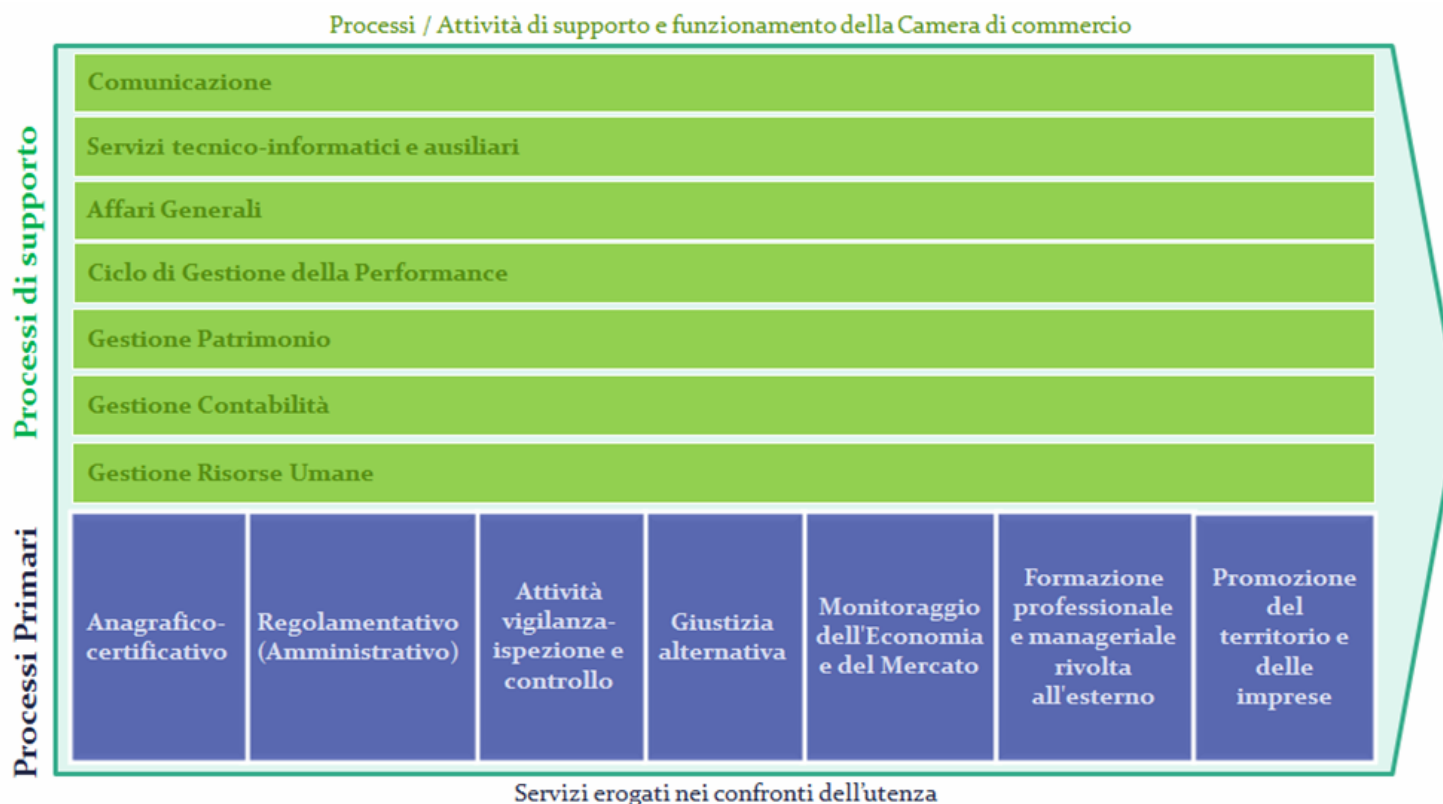 Processi / Attività di supporto e funzionamento della Camera di commercio
Processi di supporto
Comunicazione
Servizi tecnico-informatici e ausiliari
Affari Generali
Ciclo di Gestione della Performance
Gestione Patrimonio
Gestione Contabilità
Gestione Risorse Umane
Processi Primari
Anagrafico-
certificativo
Regolamentativo
(Amministrativo)
Attività
vigilanza-
ispezione e
controllo
Giustizia
alternativa
Monitoraggio
dell'Economia
e del Mercato
Formazione
professionale
e manageriale
rivolta
all'esterno
Promozione
del
territorio e
delle
imprese
Servizi erogati nei confronti dell'utenza